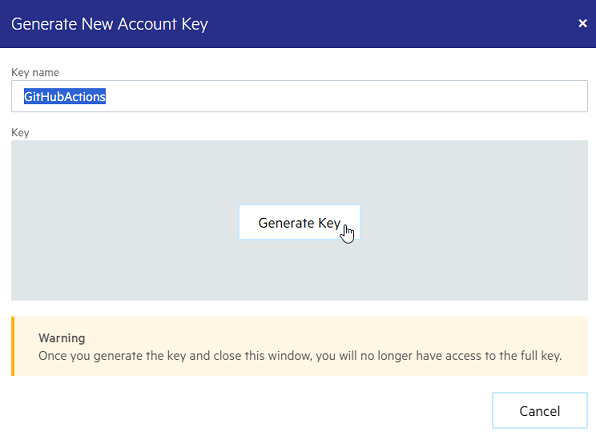 Generate New Account Key
×
Key name
GitHubActions
Key
Generate Key
Warning
Once you generate the key and close this window, you will no longer have access to the full key.
Cancel